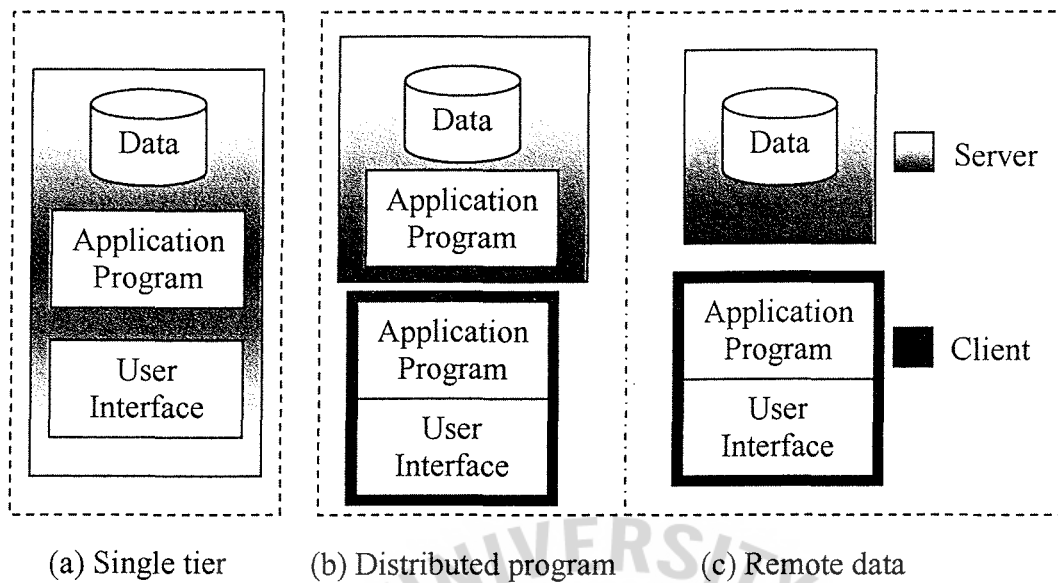 Data
Application
Program
User
Interface
Data
Application
Program
Application
Program
User
Interface
Data
Application
Program
User
Interface
Server
Client
(a) Single tier
(b) Distributed program
(c) Remote data
UNIVERSITY